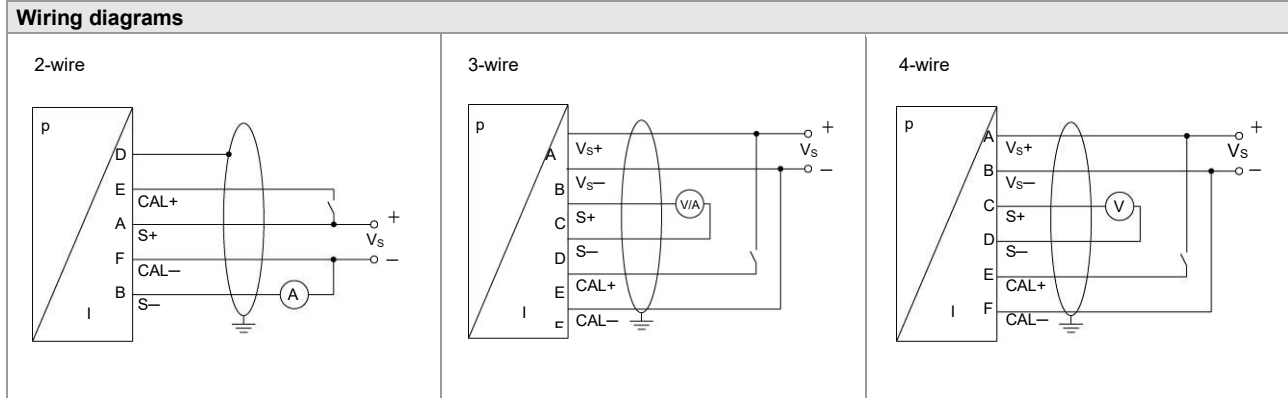 Wiring diagrams
2-wire
p
D
E
CAL+
A
S+
F
CAL−
B
S−
I
A
+
Vs
−
3-wire
p
A
Vs+
Vs−
B
S+
C
S−
D
CAL+
E
CAL−
F
I
V/A
+
Vs
−
4-wire
p
A
Vs+
B
Vs−
C
S+
D
S−
E
CAL+
F
CAL−
I
V
+
Vs
−